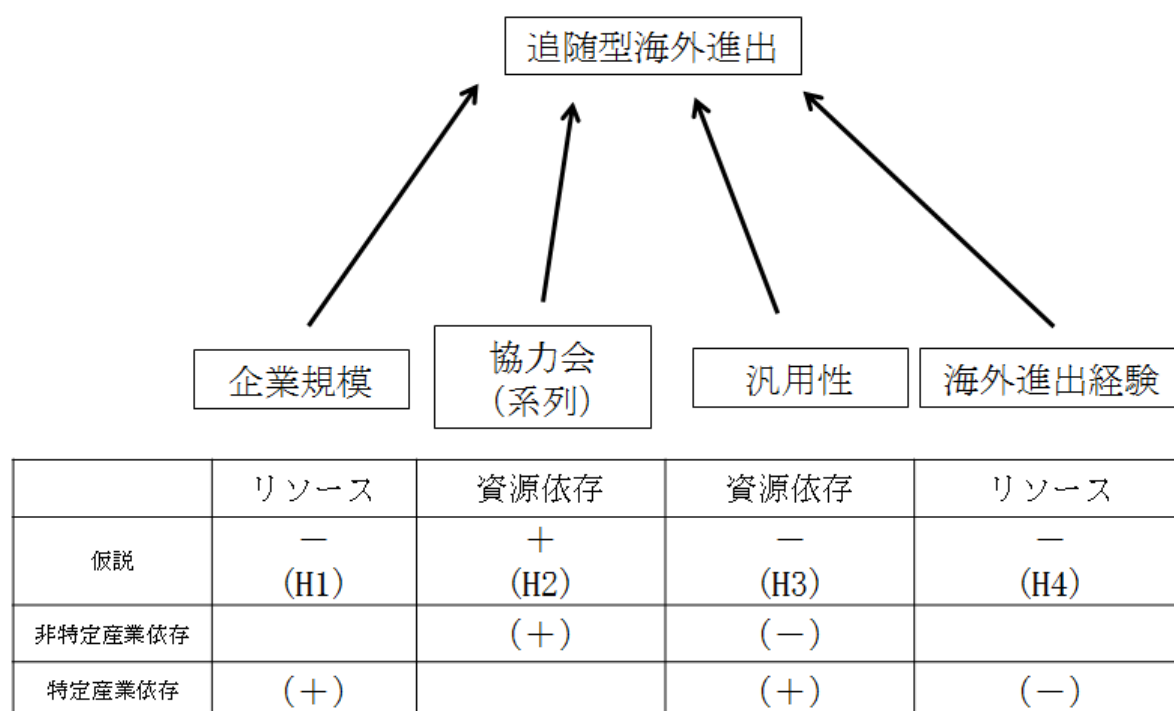 追随型海外進出
企業規模
協力会
(系列)
汎用性
海外進出経験
リソース 資源依存 資源依存 リソース
仮説 － ＋ － －
(H1) (H2) (H3) (H4)
非特定産業依存 (＋) (－)
特定産業依存 (＋) (＋) (－)